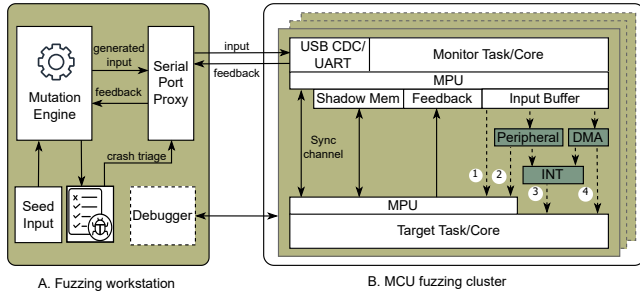 generated
input
feedback
Mutation
Engine
Serial
Port
Proxy
crash triage
Seed
Input
Debugger
input
feedback
USB CDC/
UART
Monitor Task/Core
MPU
Shadow Mem
Feedback
Input Buffer
Peripheral
DMA
Sync
channel
INT
1
2
3
4
MPU
Target Task/Core
A. Fuzzing workstation
B. MCU fuzzing cluster